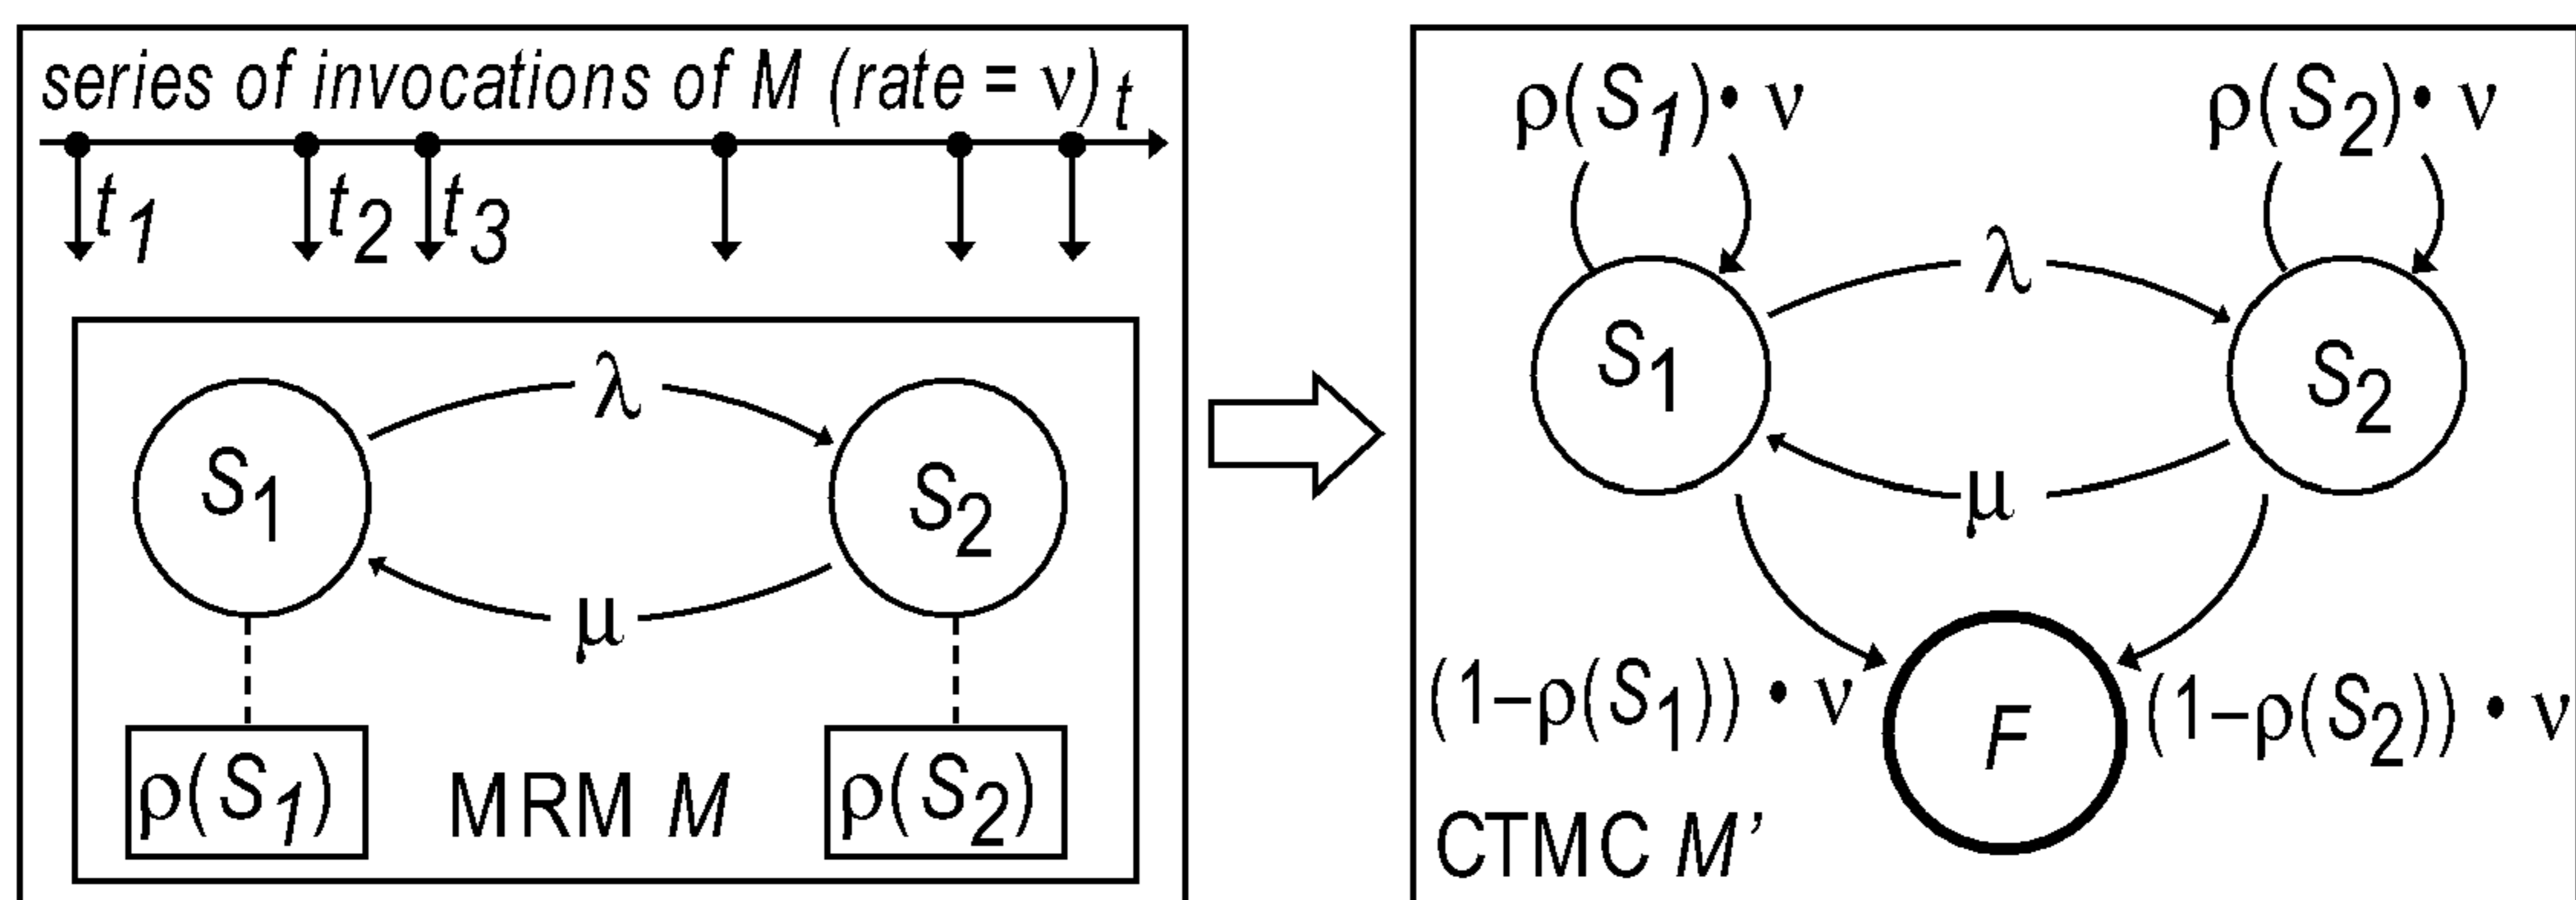 series of invocations of M (rate = ν) t
t1 t2 t3
λ
S1 S2
μ
ρ(S1) MRM M ρ(S2)
ρ(S1)• ν ρ(S2)• ν
λ
S1 S2
μ
(1–ρ(S1)) • ν F (1–ρ(S2)) • ν
CTMC M’